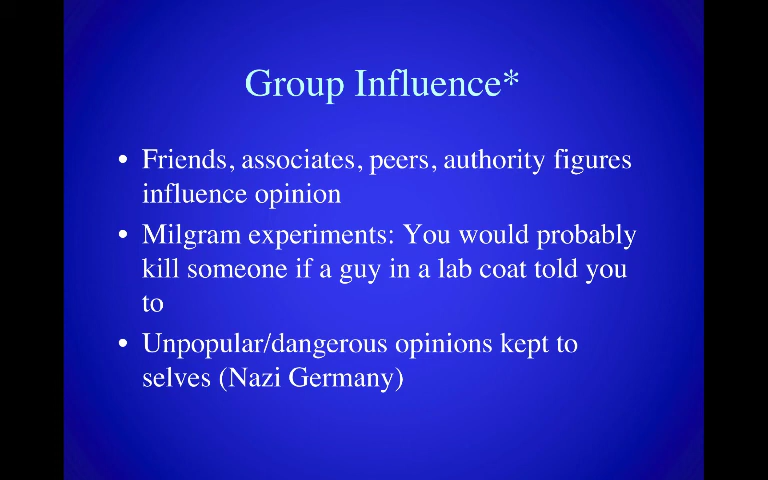 Group Influence*
• Friends, associates, peers, authority figures
influence opinion
• Milgram experiments: You would probably
kill someone if a guy in a lab coat told you
to
• Unpopular/dangerous opinions kept to
selves (Nazi Germany)